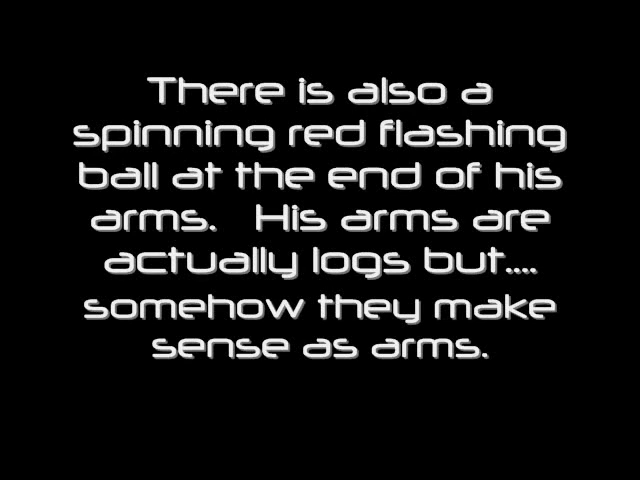 There is also a
spinning red flashing
ball at the end of his
arms.   His arms are
actually logs but....
somehow they make
sense as arms.